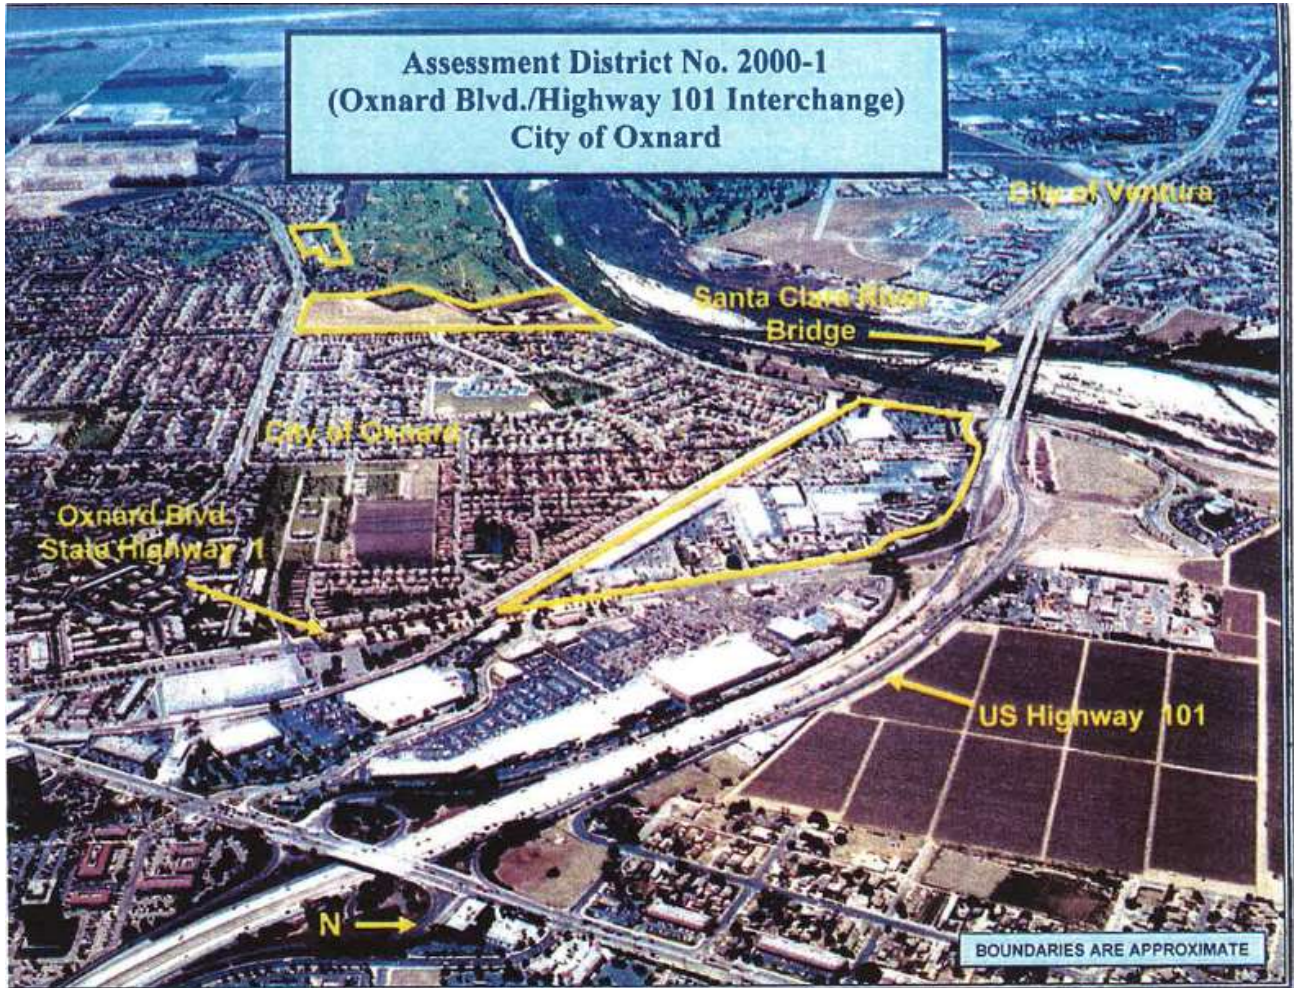 Assessment District No. 2000-1
(Oxnard Blvd./Highway 101 Interchange)
City of Oxnard
City of Ventura
Santa Clara River
Bridge
City of Oxnard
Oxnard Blvd.
State Highway 1
US Highway 101
N
BOUNDARIES ARE APPROXIMATE